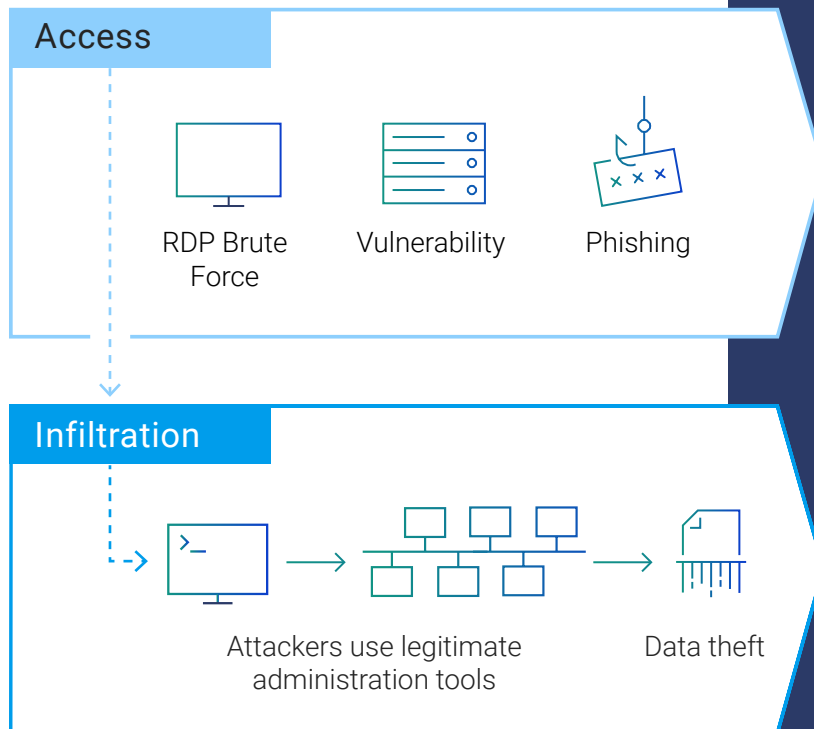 Access
RDP Brute
Force
Vulnerability
Phishing
Infiltration
>_
Attackers use legitimate
administration tools
Data theft